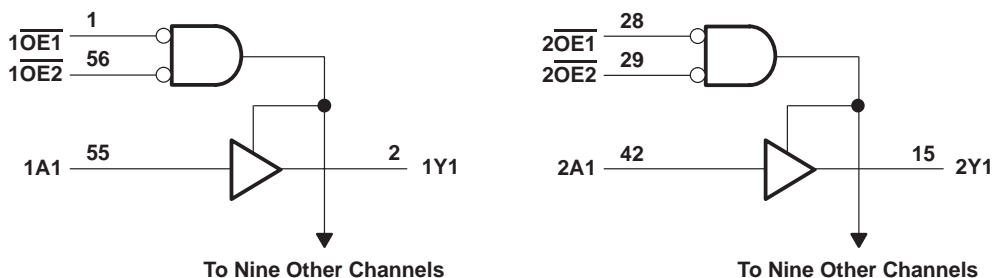 1
1OE1
56
1OE2
55
1A1
2
1Y1
To Nine Other Channels
28
2OE1
29
2OE2
42
2A1
15
2Y1
To Nine Other Channels